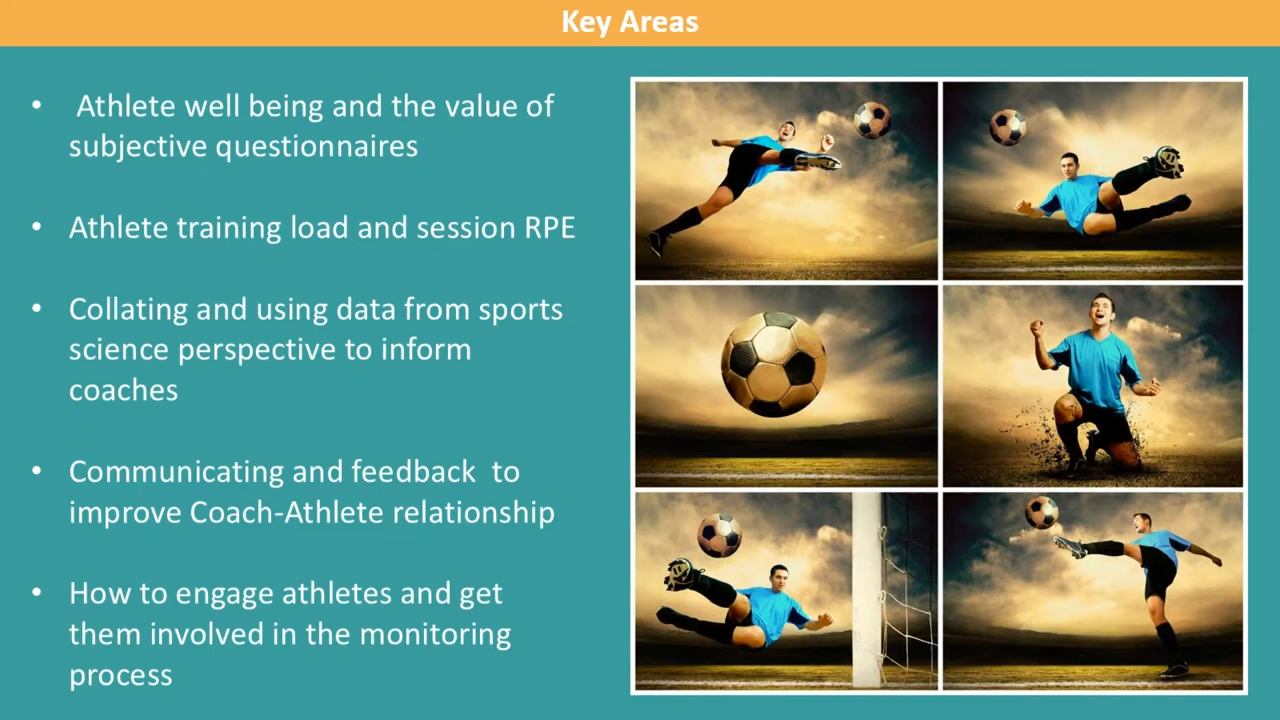 Key Areas
• Athlete well being and the value of
subjective questionnaires
• Athlete training load and session RPE
• Collating and using data from sports
science perspective to inform
coaches
• Communicating and feedback  to
improve Coach-Athlete relationship
• How to engage athletes and get
them involved in the monitoring
process